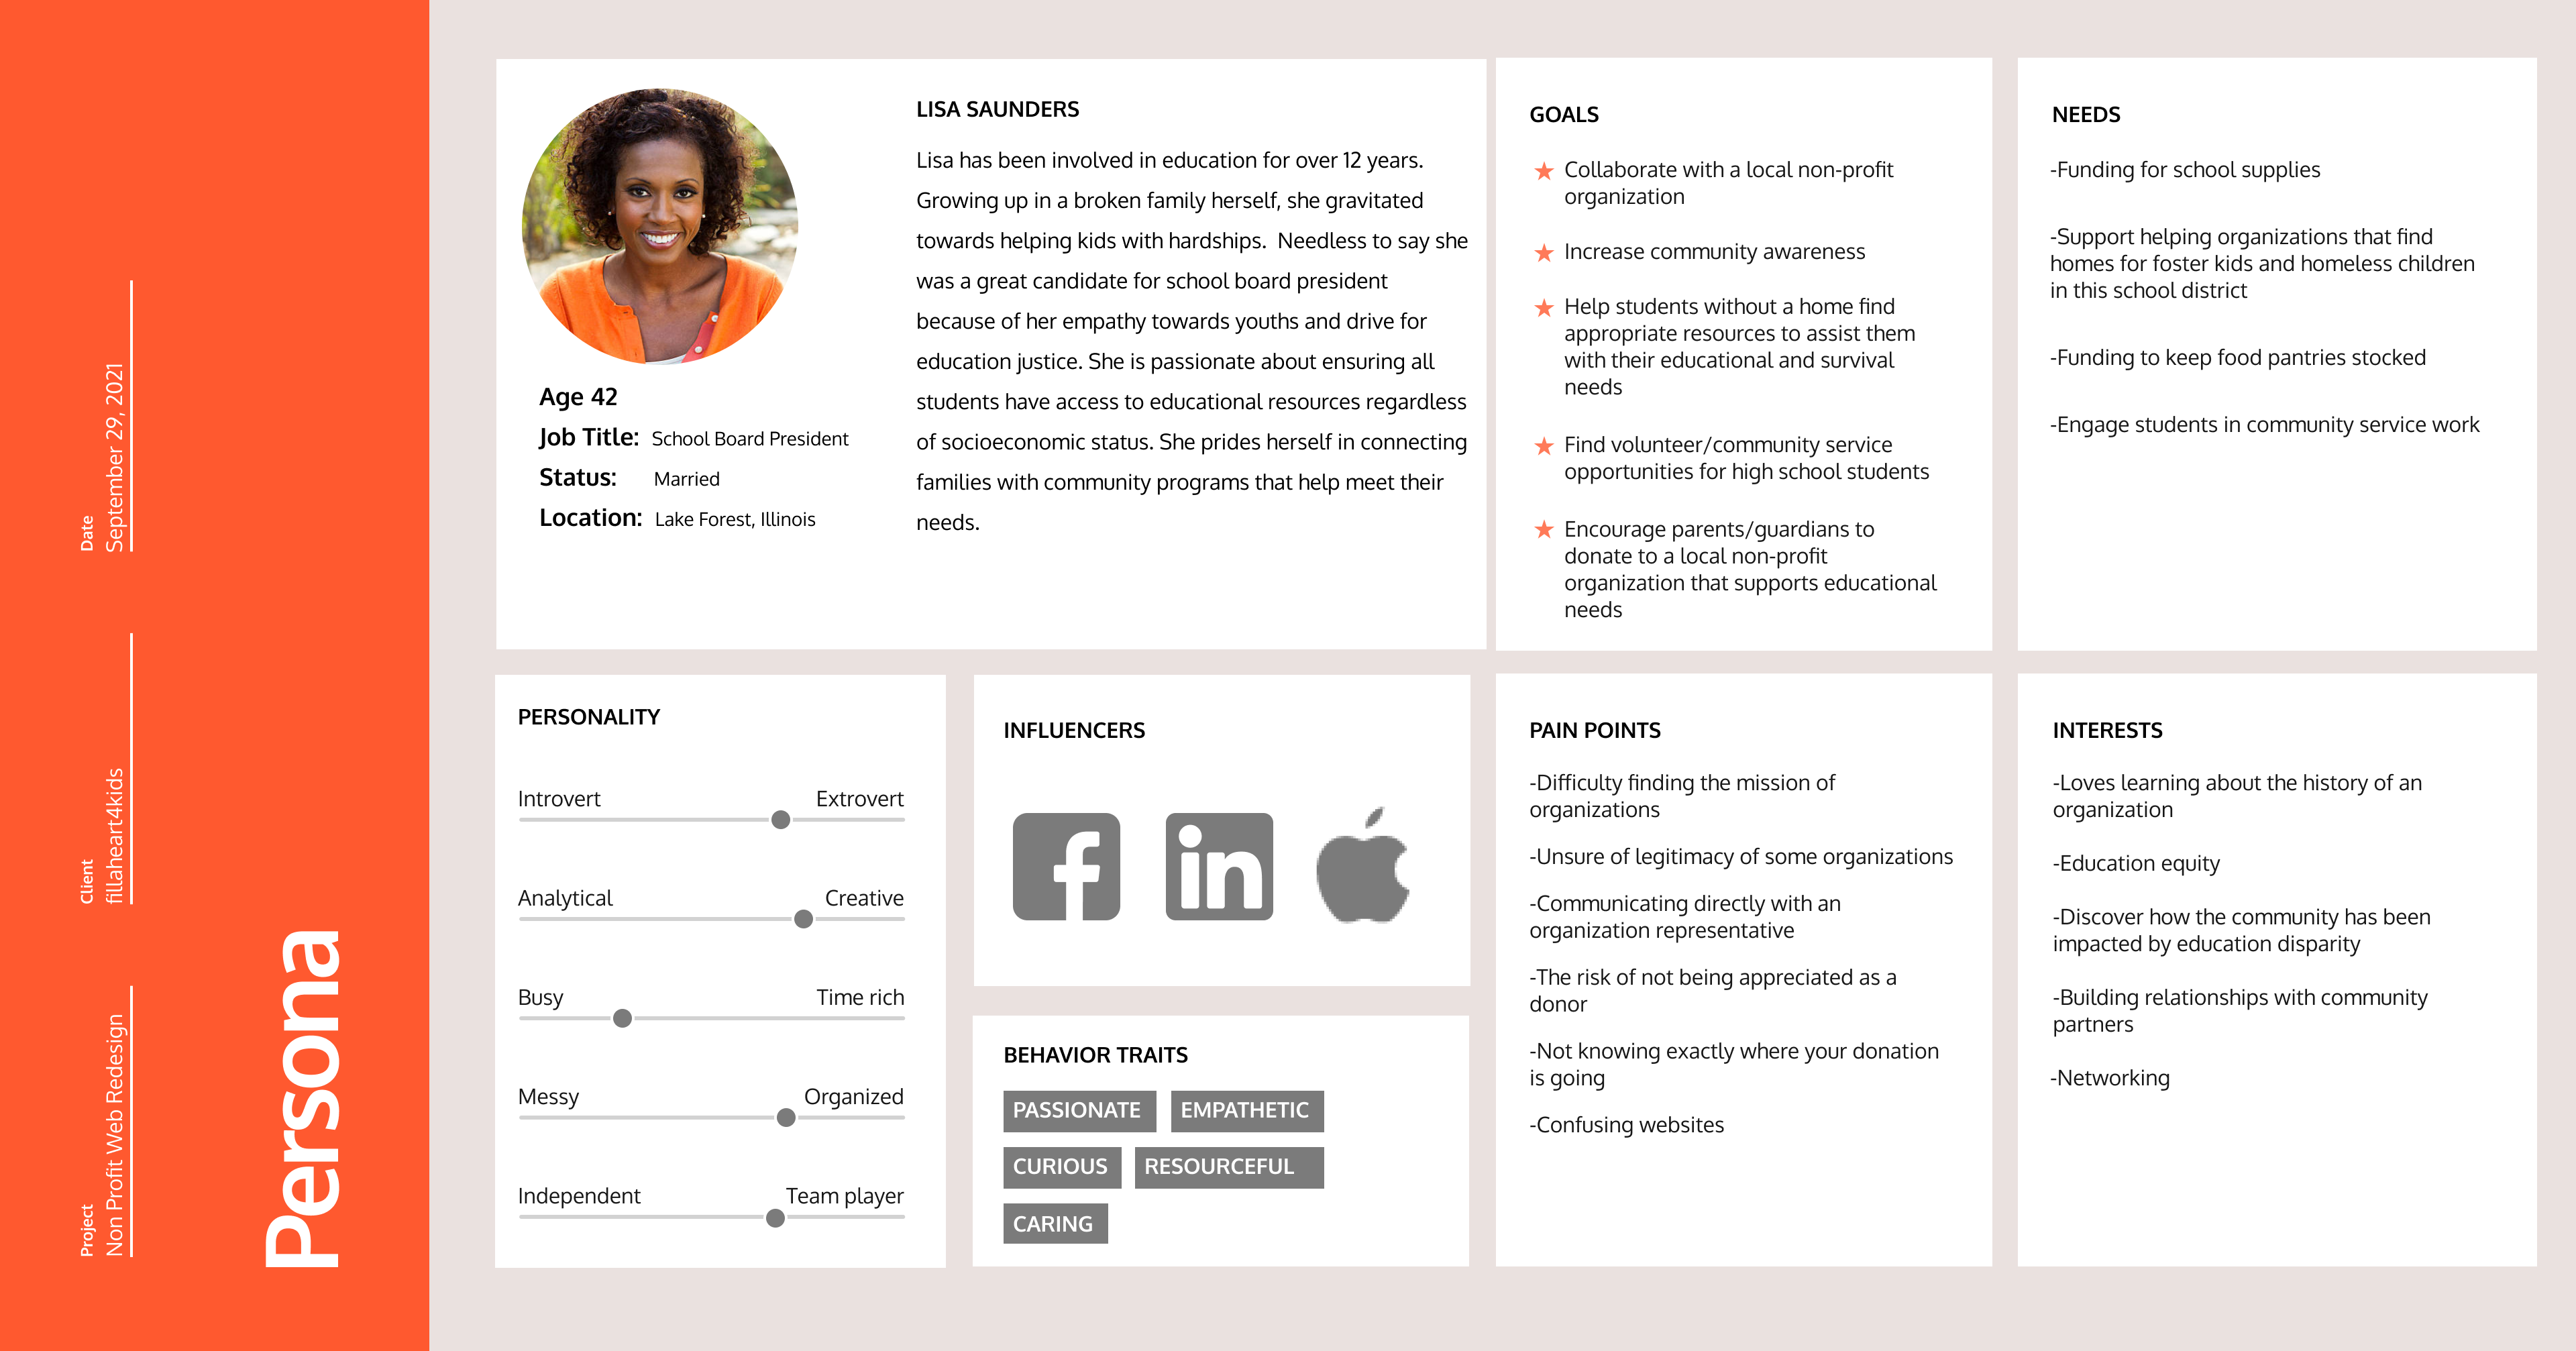 Persona
Project
Non Profit Web Redesign
Client
fillaheart4kids
Date
September 29, 2021
Age 42
Job Title: School Board President
Status: Married
Location: Lake Forest, Illinois
LISA SAUNDERS
Lisa has been involved in education for over 12 years.
Growing up in a broken family herself, she gravitated
towards helping kids with hardships. Needless to say she
was a great candidate for school board president
because of her empathy towards youths and drive for
education justice. She is passionate about ensuring all
students have access to educational resources regardless
of socioeconomic status. She prides herself in connecting
families with community programs that help meet their
needs.
GOALS
★ Collaborate with a local non-profit
organization
★ Increase community awareness
★ Help students without a home find
appropriate resources to assist them
with their educational and survival
needs
★ Find volunteer/community service
opportunities for high school students
★ Encourage parents/guardians to
donate to a local non-profit
organization that supports educational
needs
NEEDS
-Funding for school supplies
-Support helping organizations that find
homes for foster kids and homeless children
in this school district
-Funding to keep food pantries stocked
-Engage students in community service work
PERSONALITY
Introvert Extrovert
Analytical Creative
Busy Time rich
Messy Organized
Independent Team player
INFLUENCERS
f
in
BEHAVIOR TRAITS
PASSIONATE EMPATHETIC
CURIOUS RESOURCEFUL
CARING
PAIN POINTS
-Difficulty finding the mission of
organizations
-Unsure of legitimacy of some organizations
-Communicating directly with an
organization representative
-The risk of not being appreciated as a
donor
-Not knowing exactly where your donation
is going
-Confusing websites
INTERESTS
-Loves learning about the history of an
organization
-Education equity
-Discover how the community has been
impacted by education disparity
-Building relationships with community
partners
-Networking